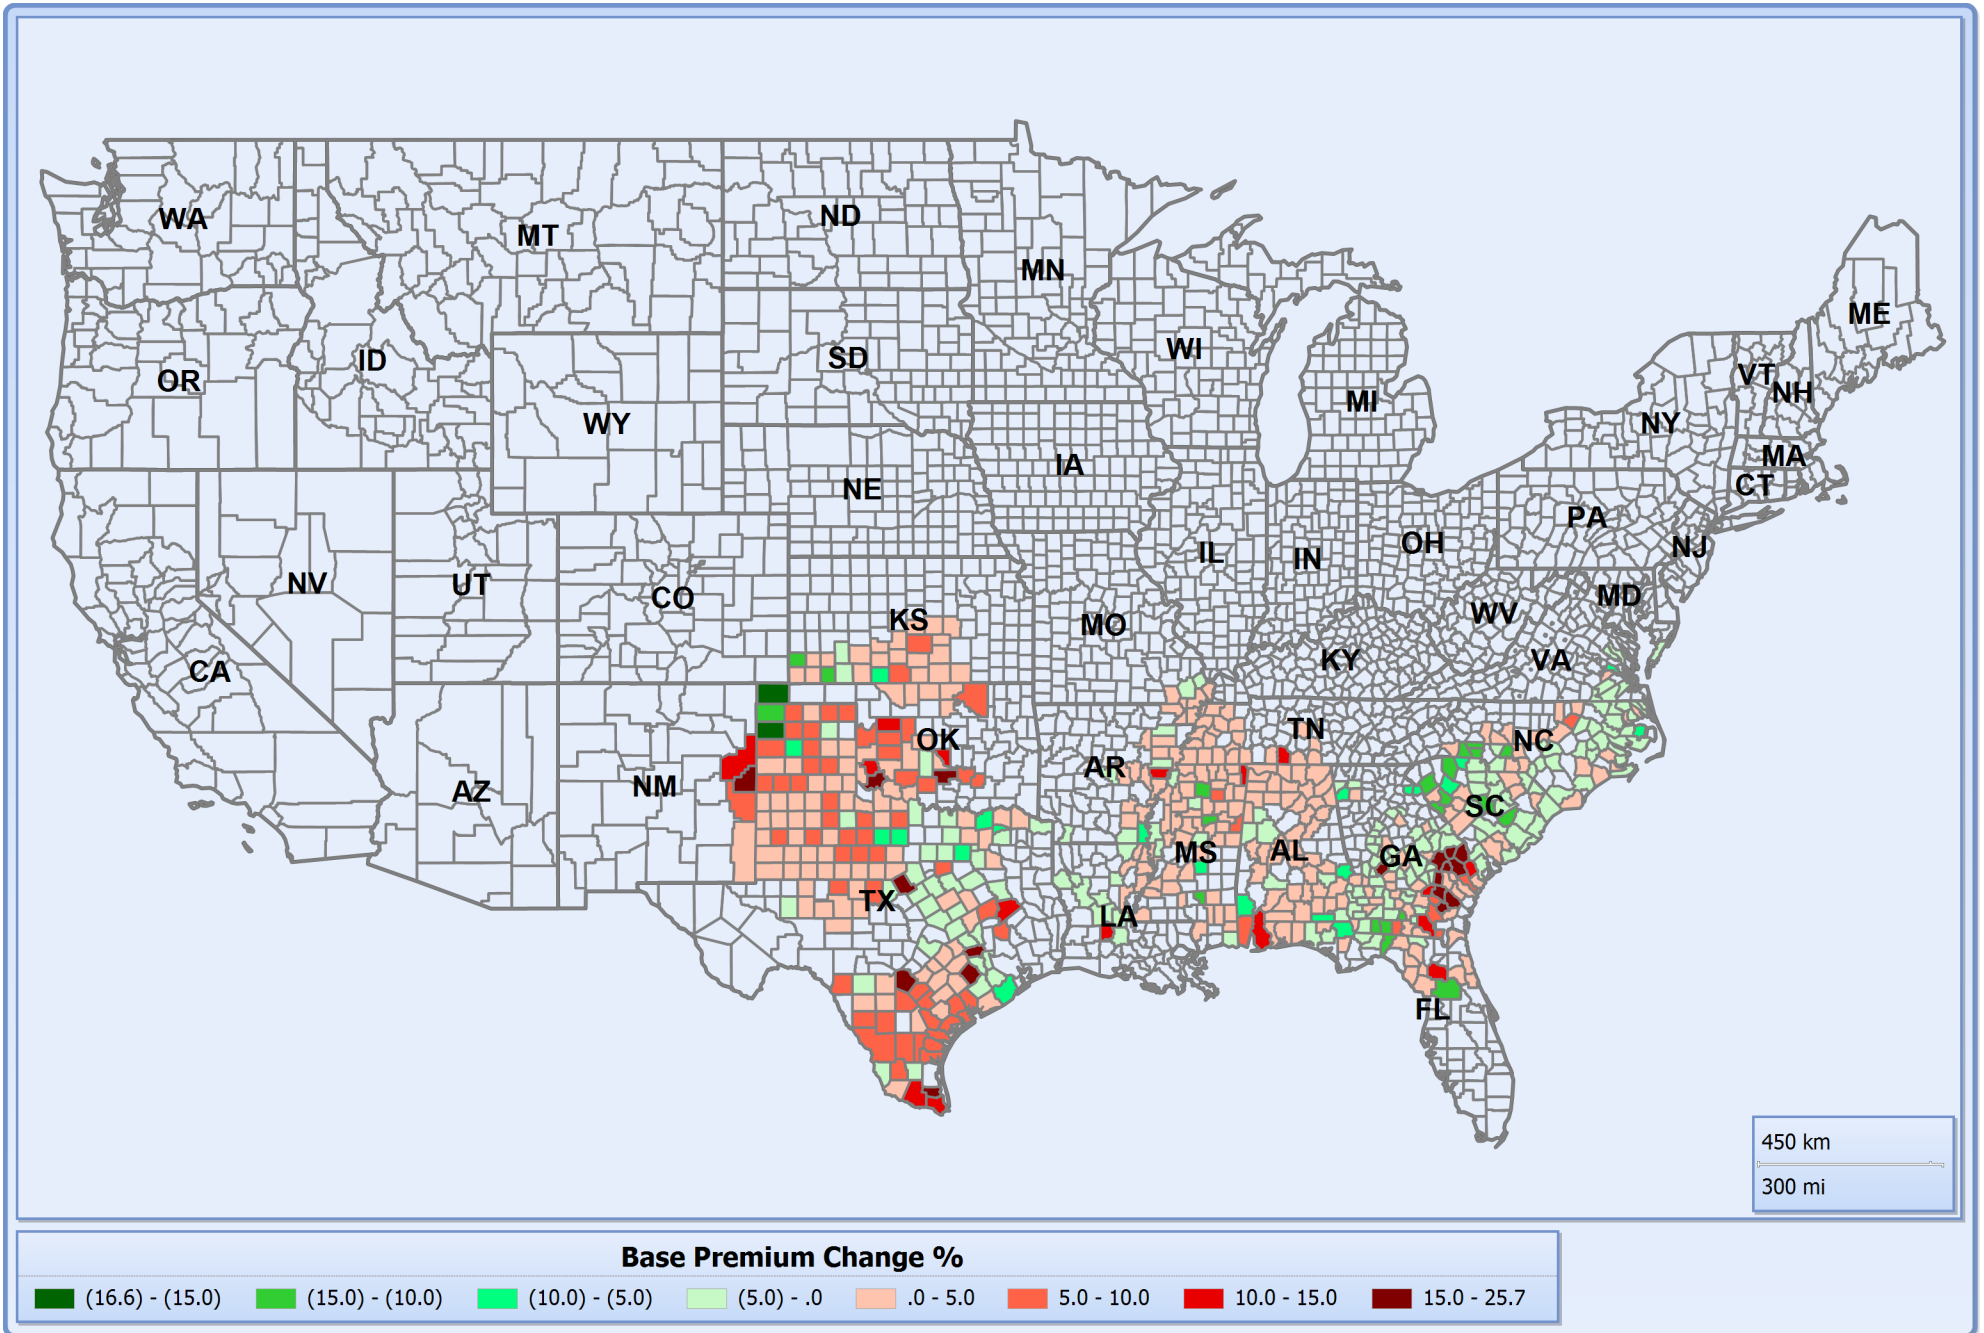 WA
MT
ND
MN
ME
OR
ID
SD
WI
MI
VT
NH
NY
WY
MA
CT
IA
NE
PA
NJ
NV
UT
CO
KS
MO
IL
IN
OH
WV
MD
VA
KY
CA
AZ
NM
OK
AR
TN
NC
SC
TX
LA
MS
AL
GA
FL
450 km
300 mi
Base Premium Change %
(16.6) - (15.0) (15.0) - (10.0) (10.0) - (5.0) (5.0) - .0 .0 - 5.0 5.0 - 10.0 10.0 - 15.0 15.0 - 25.7